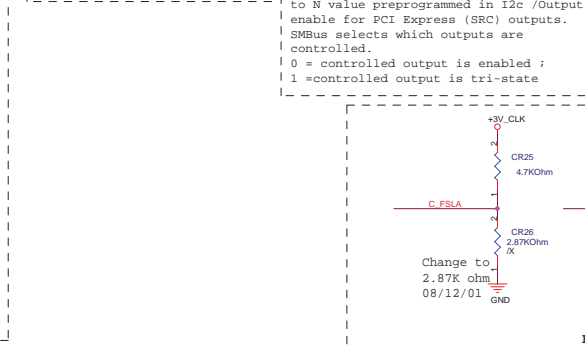 to N value preprogrammed in I2c /Output
enable for PCI Express (SRC) outputs.
SMBus selects which outputs are
controlled.
0 = controlled output is enabled ;
1 =controlled output is tri-state
+3V_CLK
2
CR25
4.7KOhm
1
C_FSLA
2
CR26
2.87KOhm
/X
Change to
2.87K ohm
08/12/01
1
GND